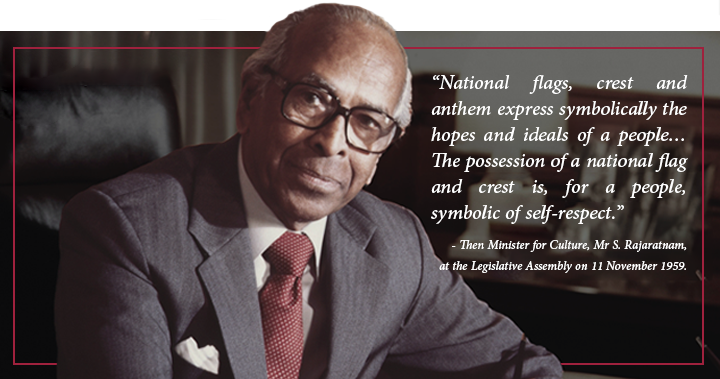 “National flags, crest and
anthem express symbolically the
hopes and ideals of a people…
The possession of a national flag
and crest is, for a people,
symbolic of self-respect.”
- Then Minister for Culture, Mr S. Rajaratnam,
at the Legislative Assembly on 11 November 1959.